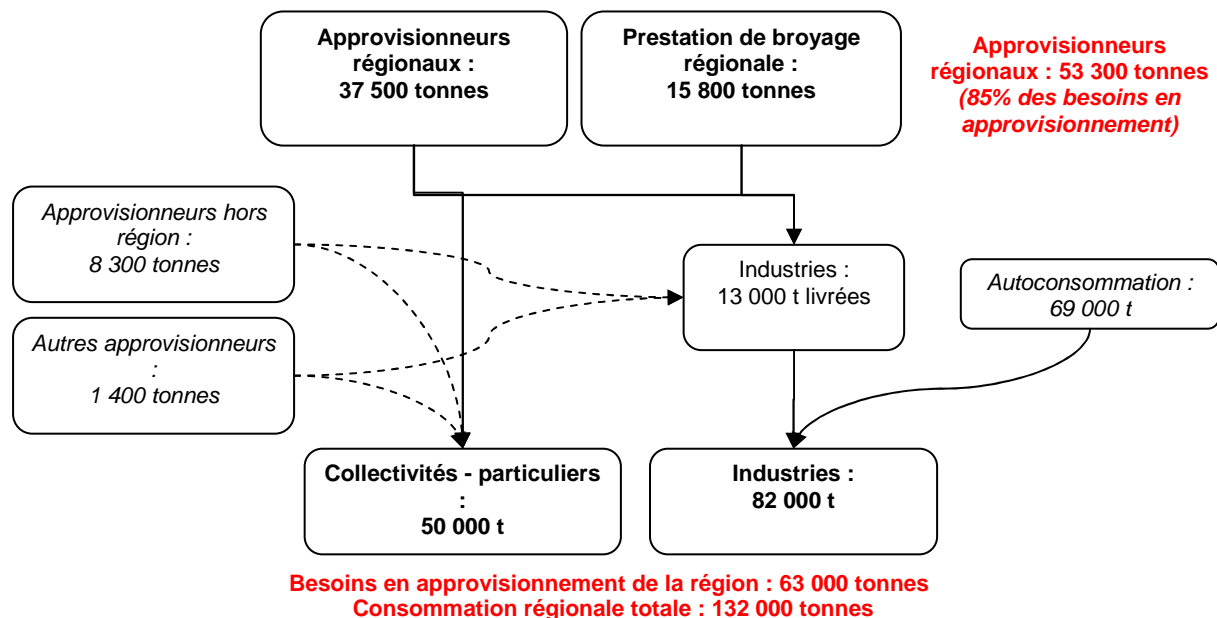 Approvisionneurs
régionaux :
37 500 tonnes
Prestation de broyage
régionale :
15 800 tonnes
Approvisionneurs
régionaux : 53 300 tonnes
(85% des besoins en
approvisionnement)
Approvisionneurs hors
région :
8 300 tonnes
Industries :
13 000 t livrées
Autoconsommation :
69 000 t
Autres approvisionneurs
:
1 400 tonnes
Collectivités - particuliers
:
50 000 t
Industries :
82 000 t
Besoins en approvisionnement de la région : 63 000 tonnes
Consommation régionale totale : 132 000 tonnes